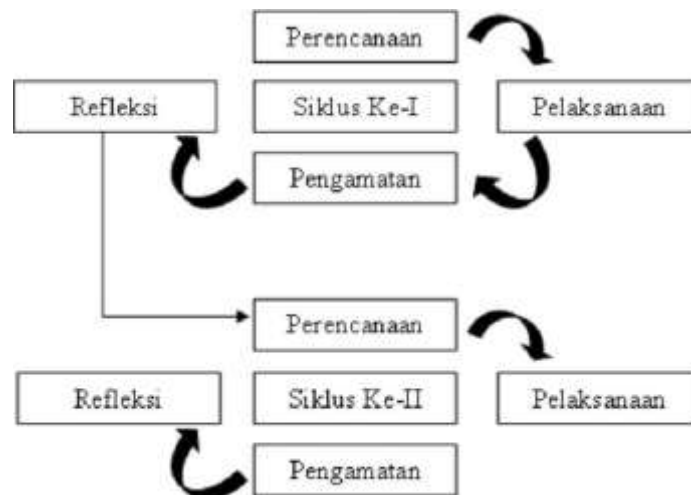 Perencanaan
Refleksi
Siklus Ke-I
Pelaksanaan
Pengamatan
Perencanaan
Refleksi
Siklus Ke-II
Pelaksanaan
Pengamatan